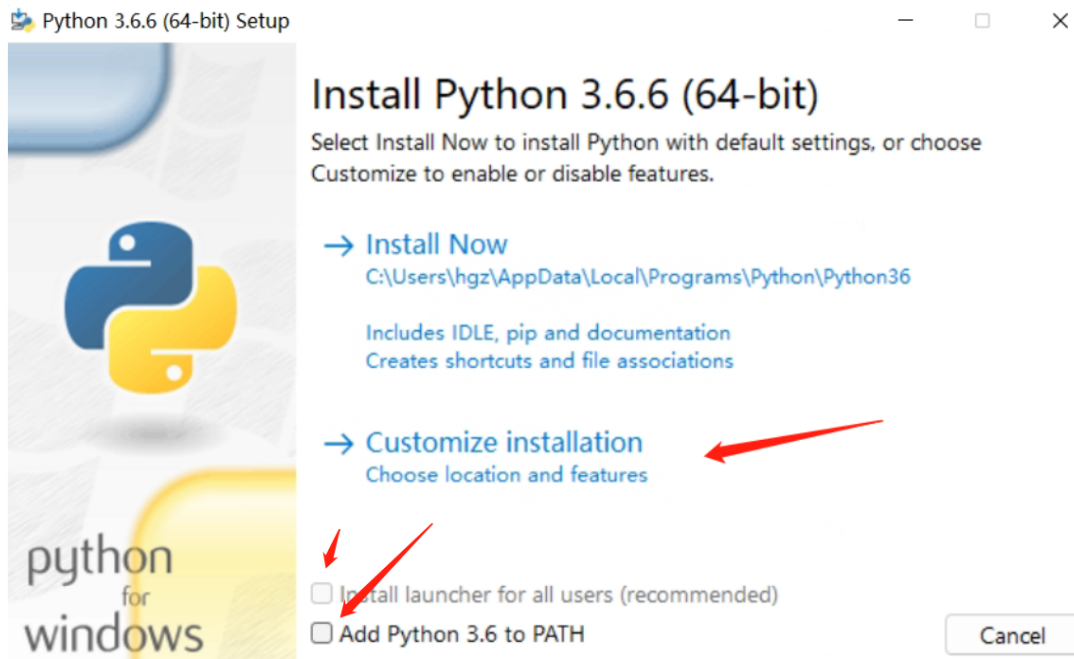 Python 3.6.6 (64-bit) Setup
Install Python 3.6.6 (64-bit)
Select Install Now to install Python with default settings, or choose
Customize to enable or disable features.
Install Now
C:\Users\hgz\AppData\Local\Programs\Python\Python36
Includes IDLE, pip and documentation
Creates shortcuts and file associations
Customize installation
Choose location and features
Install launcher for all users (recommended)
Add Python 3.6 to PATH
python
for
windows
Cancel